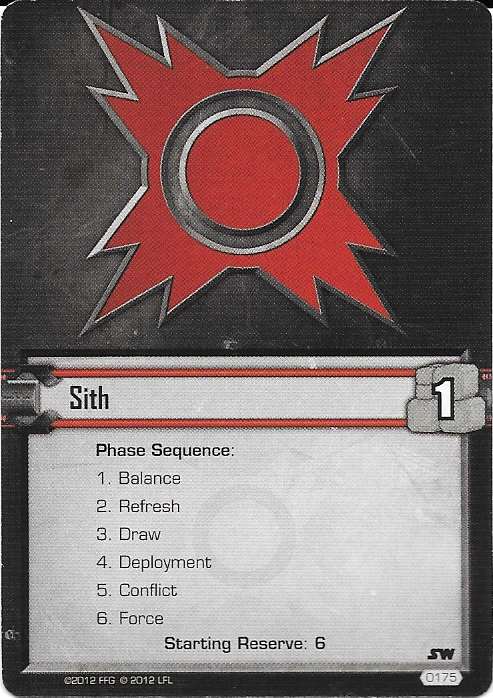 Sith
1
Phase Sequence:
1. Balance
2. Refresh
3. Draw
4. Deployment
5. Conflict
6. Force
Starting Reserve: 6
SW
0175
©2012 FFG © 2012 LFL